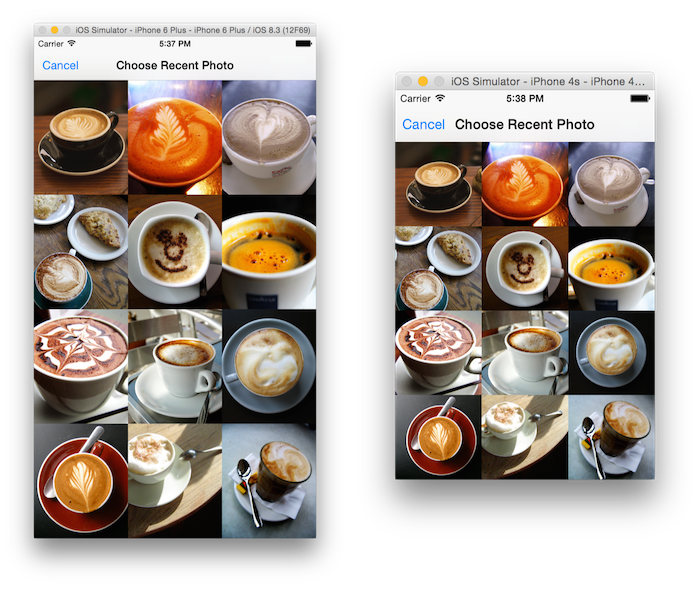 iOS Simulator - iPhone 6 Plus - iPhone 6 Plus / iOS 8.3 (12F69)
Carrier 5:37 PM
Cancel Choose Recent Photo
iOS Simulator - iPhone 4s - iPhone 4...
Carrier 5:38 PM
Cancel Choose Recent Photo